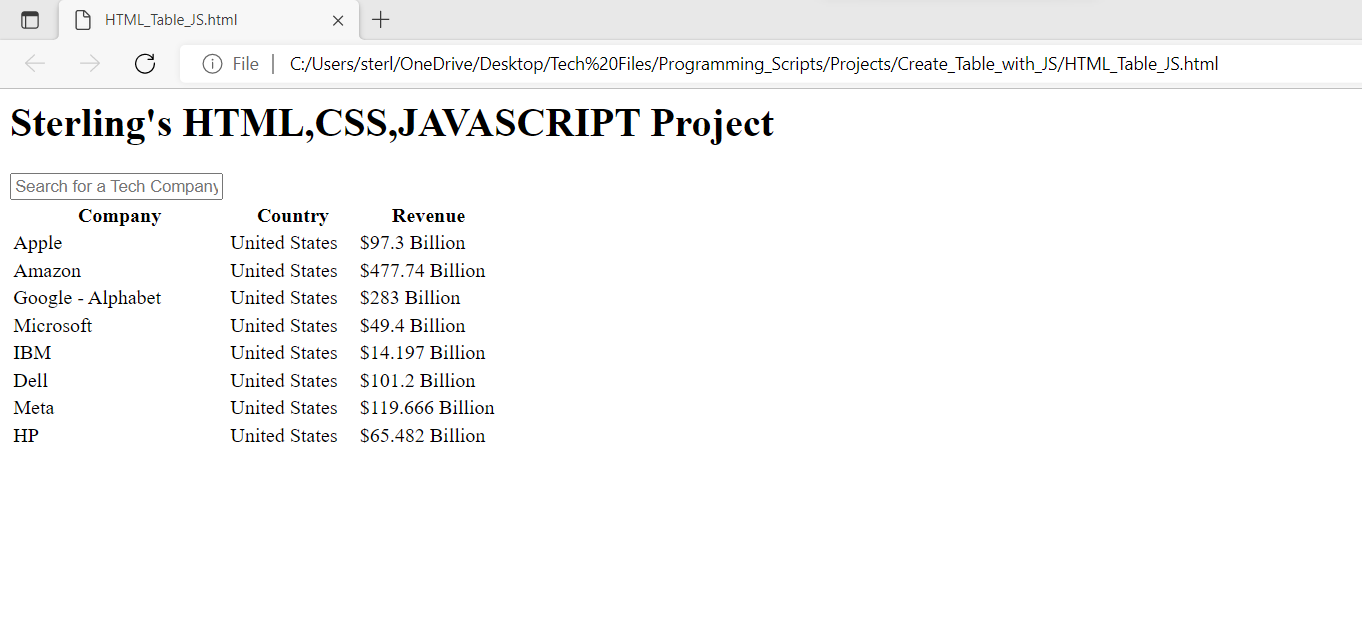 HTML_Table_JS.html
File | C:/Users/sterl/OneDrive/Desktop/Tech%20Files/Programming_Scripts/Projects/Create_Table_with_JS/HTML_Table_JS.html
Sterling's HTML,CSS,JAVASCRIPT Project
Search for a Tech Company
Company Country Revenue
Apple United States $97.3 Billion
Amazon United States $477.74 Billion
Google - Alphabet United States $283 Billion
Microsoft United States $49.4 Billion
IBM United States $14.197 Billion
Dell United States $101.2 Billion
Meta United States $119.666 Billion
HP United States $65.482 Billion